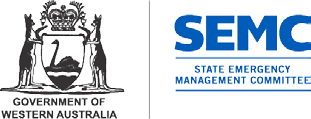 GOVERNMENT OF
WESTERN AUSTRALIA
SEMC
STATE EMERGENCY
MANAGEMENT COMMITTEE